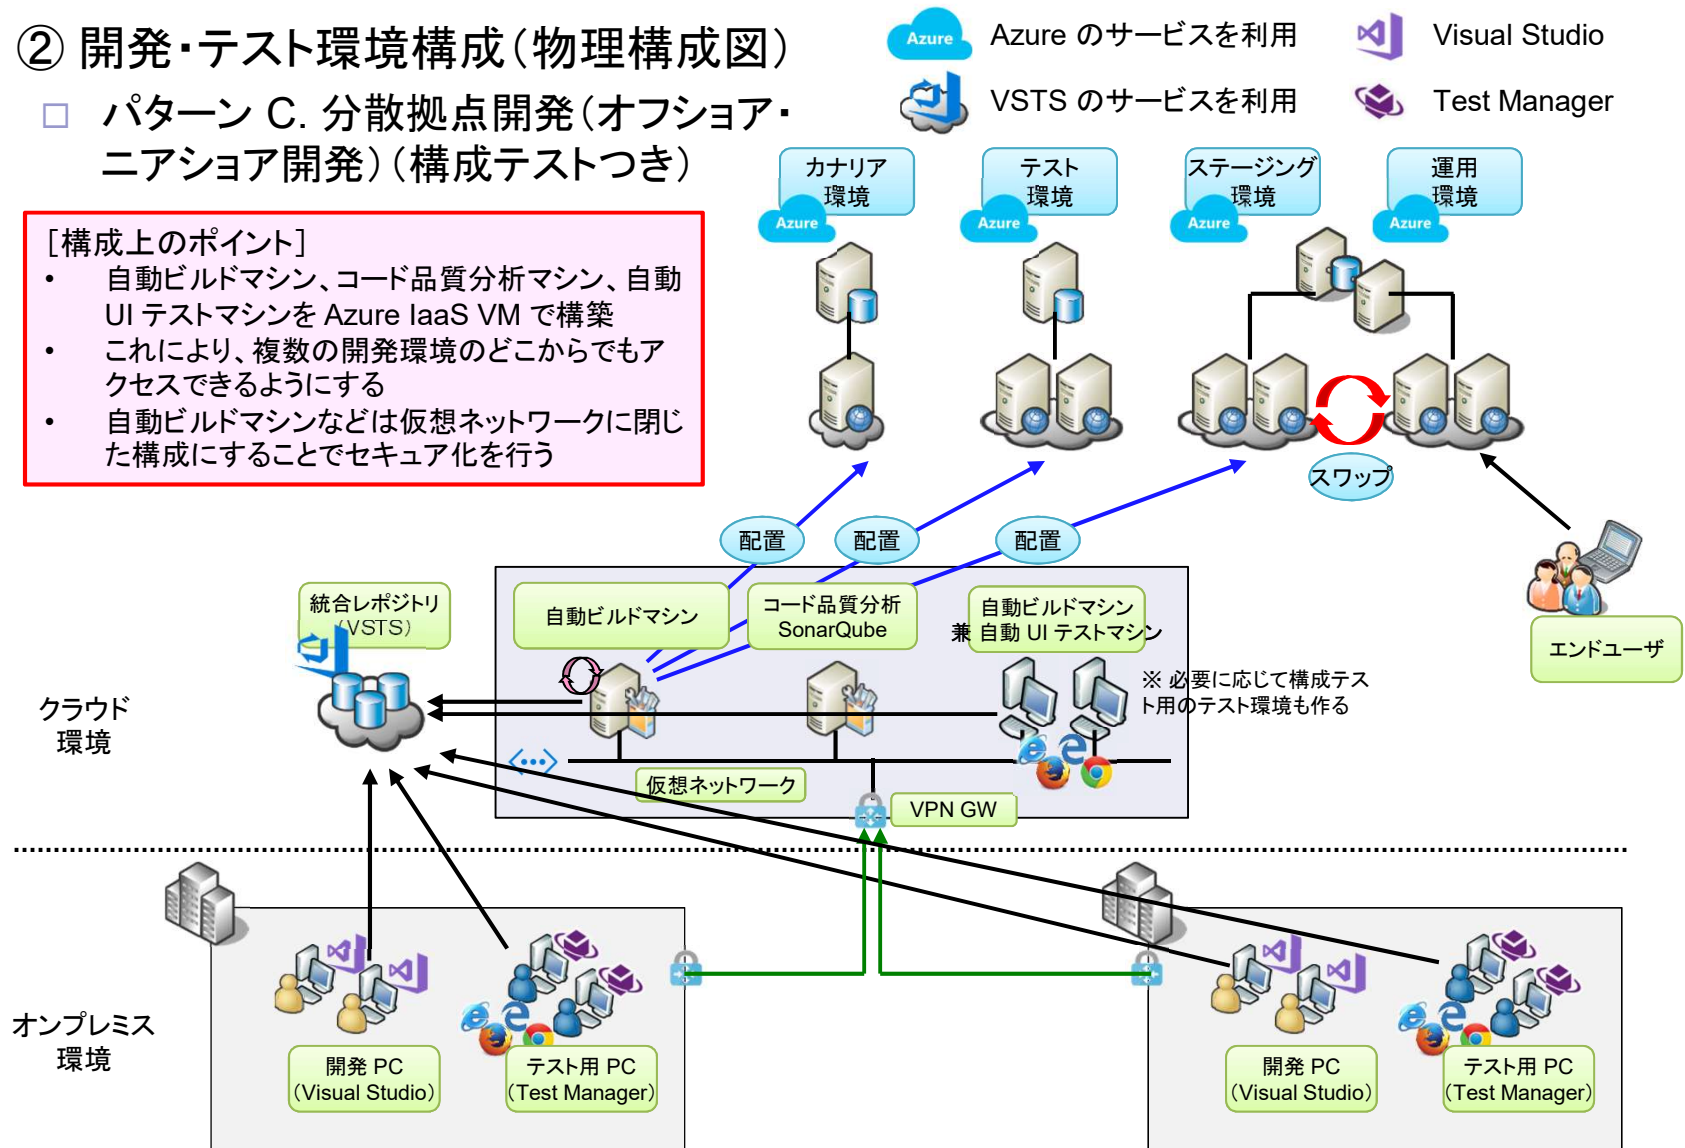 ② 開発・テスト環境構成（物理構成図）
□ パターン C. 分散拠点開発（オフショア・
ニアショア開発）（構成テストつき）
Azure
Azure のサービスを利用
Visual Studio
VSTS のサービスを利用
Test Manager
［構成上のポイント］
• 自動ビルドマシン、コード品質分析マシン、自動
UI テストマシンを Azure IaaS VM で構築
• これにより、複数の開発環境のどこからでもア
クセスできるようにする
• 自動ビルドマシンなどは仮想ネットワークに閉じ
た構成にすることでセキュア化を行う
カナリア
環境
Azure
テスト
環境
Azure
ステージング
環境
Azure
運用
環境
Azure
スワップ
配置
配置
配置
統合レポジトリ
（VSTS）
自動ビルドマシン
コード品質分析
SonarQube
自動ビルドマシン
兼 自動 UI テストマシン
エンドユーザ
※ 必要に応じて構成テス
ト用のテスト環境も作る
クラウド
環境
仮想ネットワーク
VPN GW
オンプレミス
環境
開発 PC
（Visual Studio）
テスト用 PC
（Test Manager）
開発 PC
（Visual Studio）
テスト用 PC
（Test Manager）